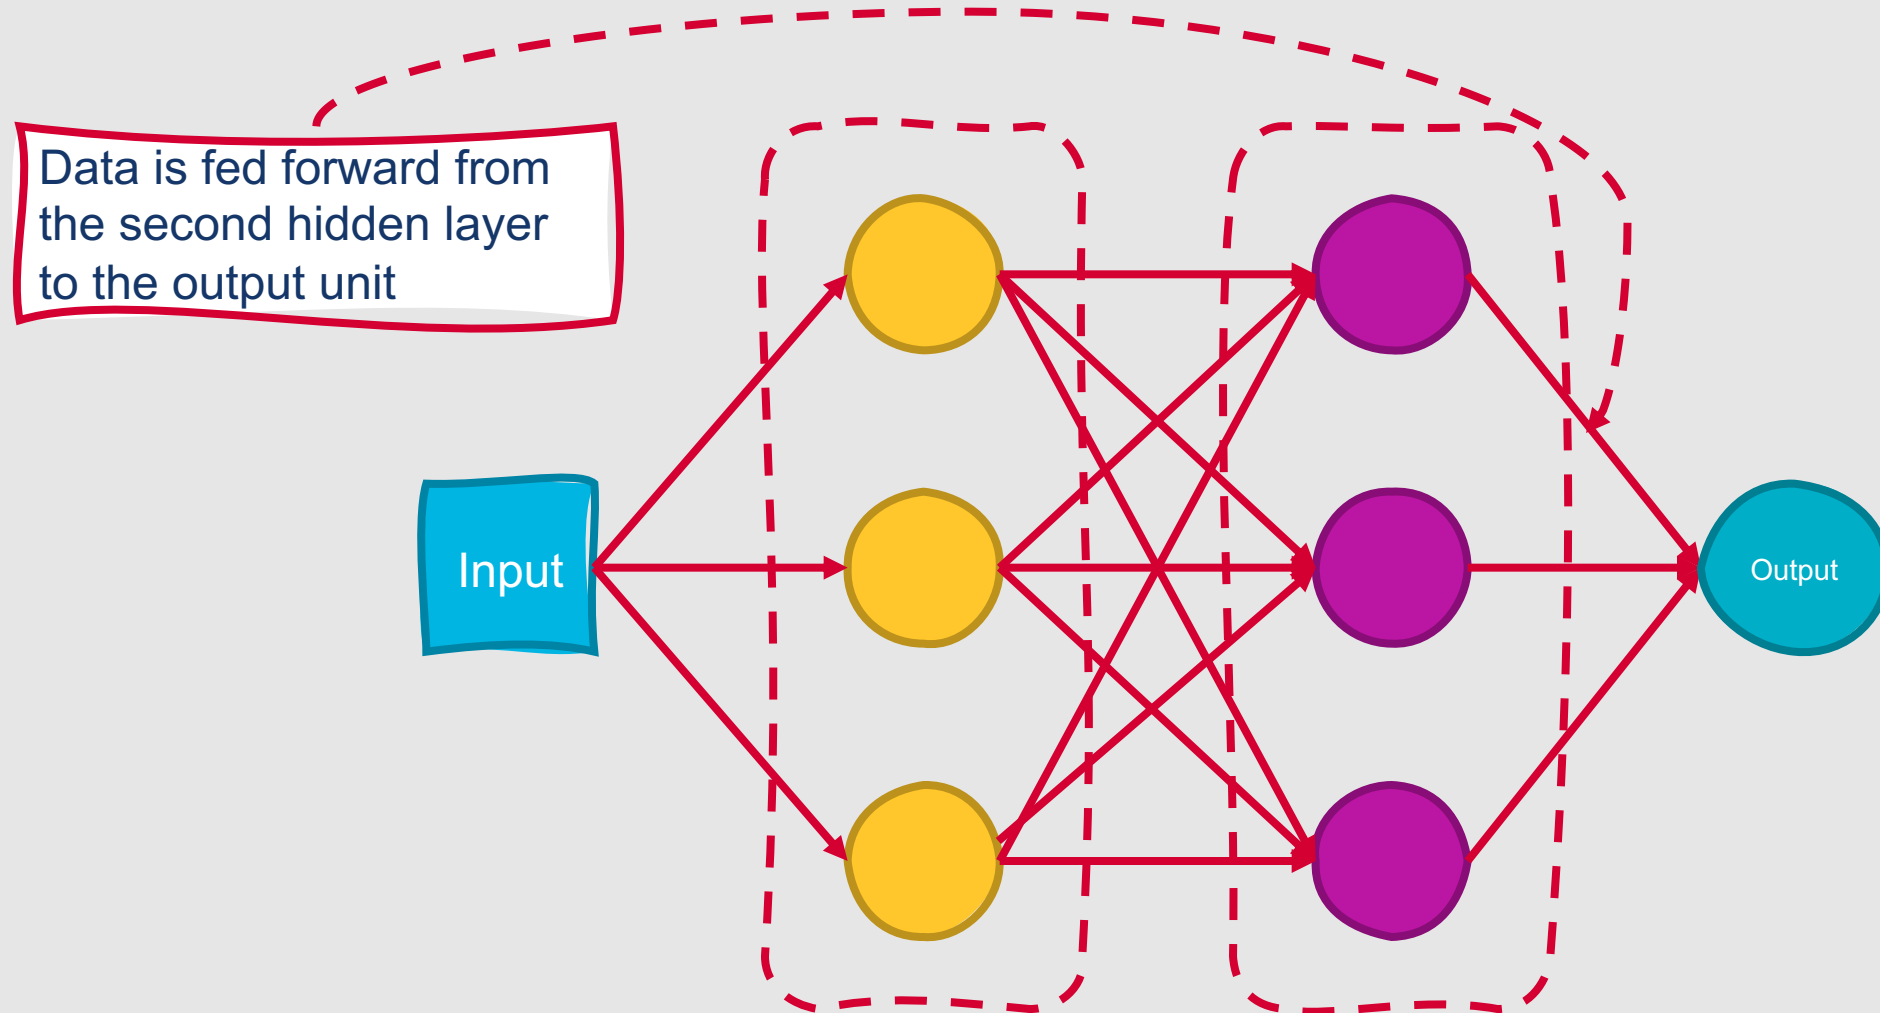 Data is fed forward from
the second hidden layer
to the output unit
Input
Output